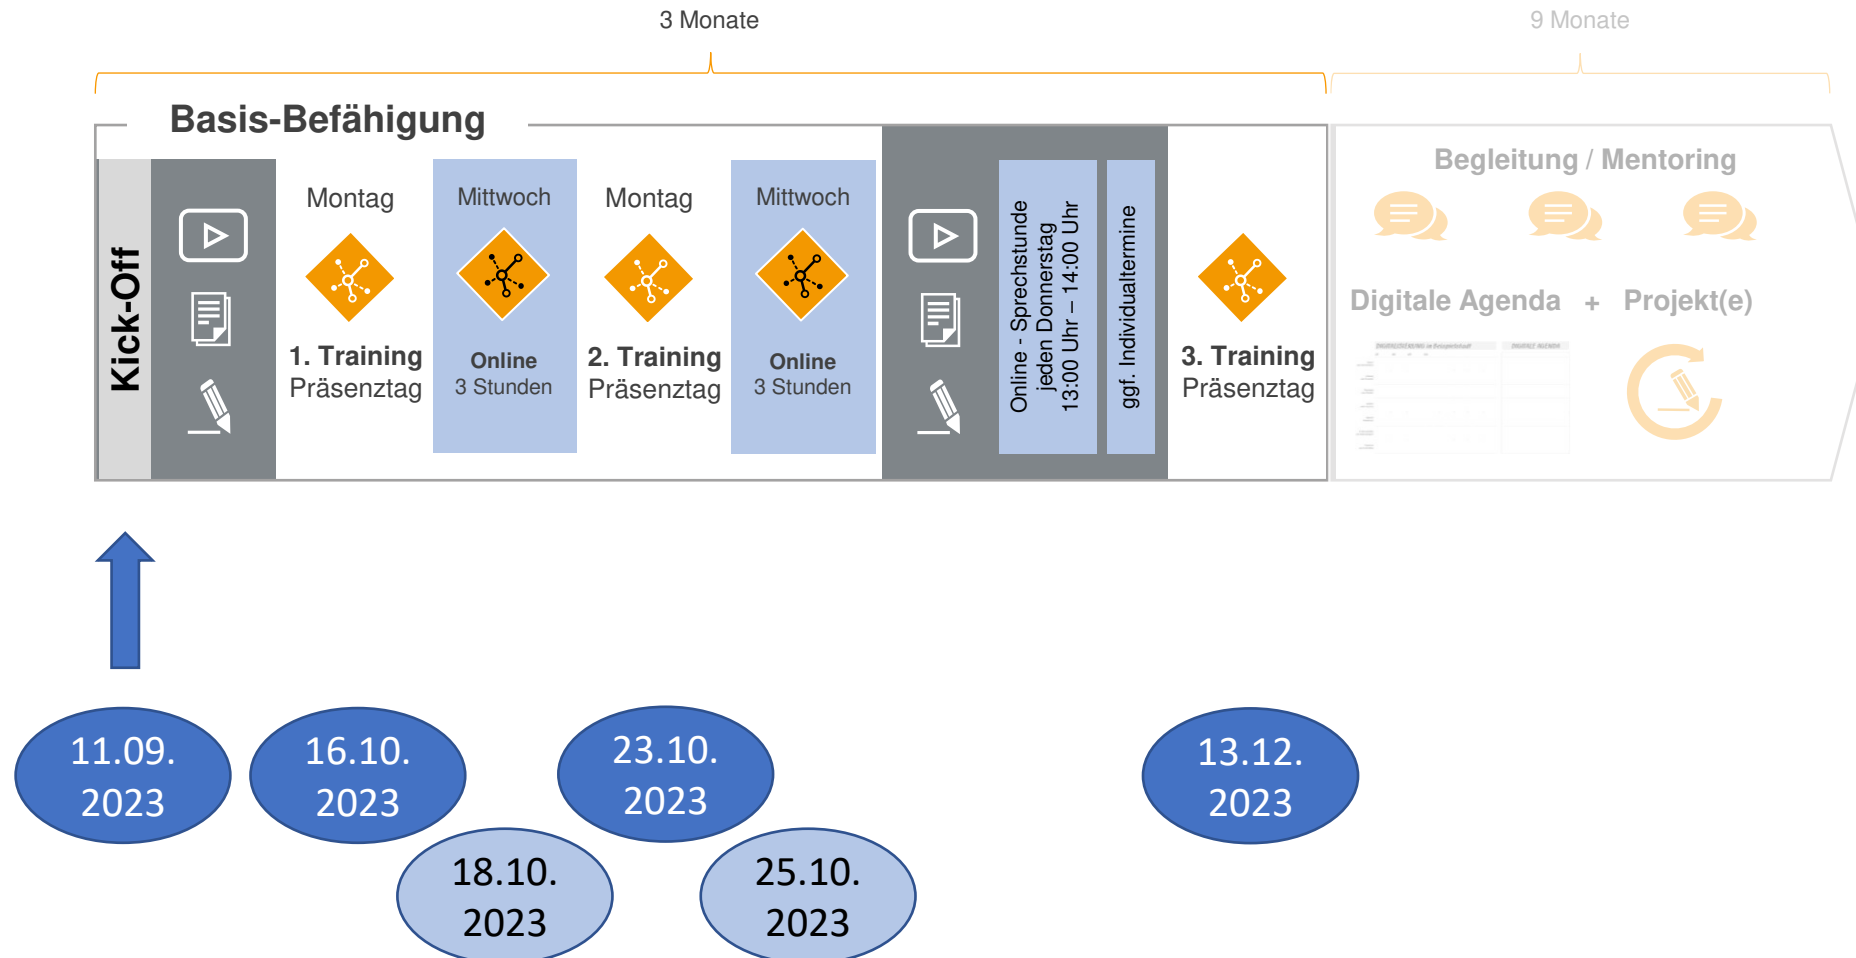 3 Monate
9 Monate
Basis-Befähigung
Kick-Off
Montag
1. Training
Präsenztag
Mittwoch
Online
3 Stunden
Montag
2. Training
Präsenztag
Mittwoch
Online
3 Stunden
Online - Sprechstunde
jeden Donnerstag
13:00 Uhr – 14:00 Uhr
ggf. Individualtermine
3. Training
Präsenztag
Begleitung / Mentoring
Digitale Agenda + Projekt(e)
DIGITALE AGENDA
11.09.
2023
16.10.
2023
18.10.
2023
23.10.
2023
25.10.
2023
13.12.
2023